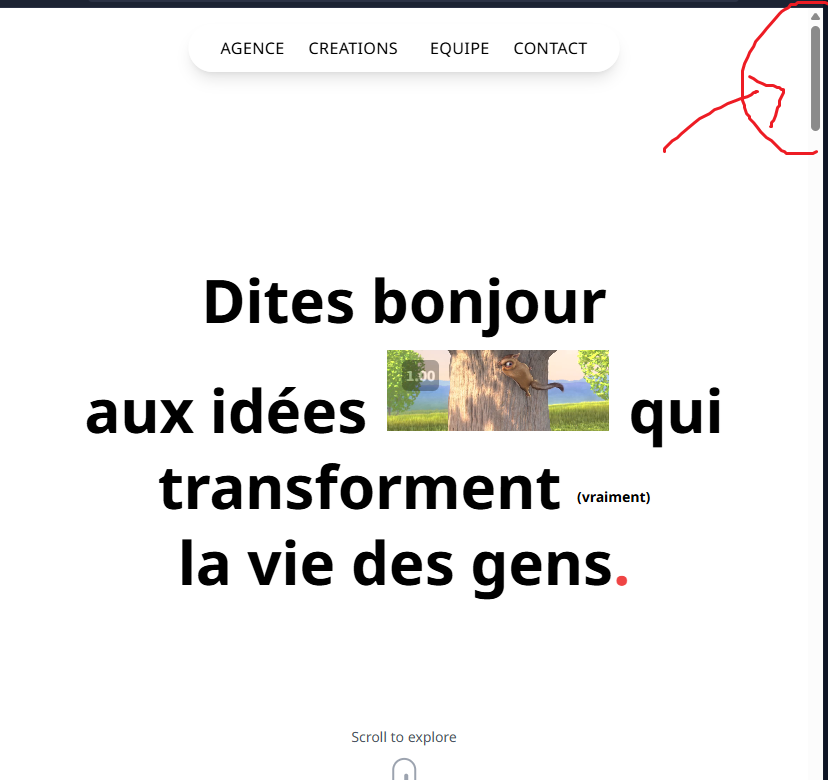 AGENCE CREATIONS EQUIPE CONTACT
Dites bonjour
1.00
aux idées qui
transforment (vraiment)
la vie des gens.
Scroll to explore